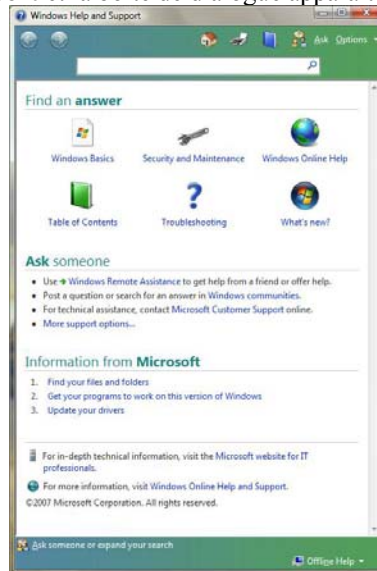 Windows Help and Support
Ask Options
Find an answer
Windows Basics
Security and Maintenance
Windows Online Help
Table of Contents
Troubleshooting
What's new?
Ask someone
Use Windows Remote Assistance to get help from a friend or offer help.
Post a question or search for an answer in Windows communities.
For technical assistance, contact Microsoft Customer Support online.
More support options...
Information from Microsoft
1. Find your files and folders
2. Get your programs to work on this version of Windows
3. Update your drivers
For in-depth technical information, visit the Microsoft website for IT
professionals.
For more information, visit Windows Online Help and Support.
©2007 Microsoft Corporation. All rights reserved.
Ask someone or expand your search
Offline Help